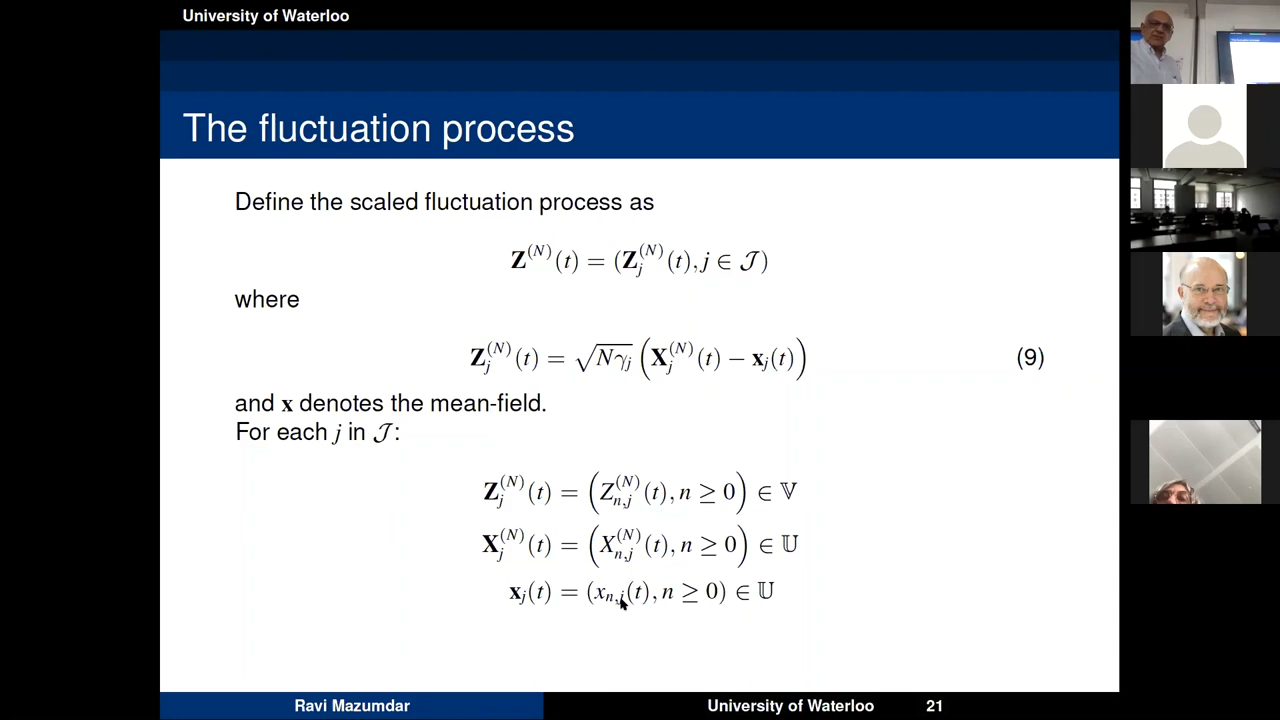 University of Waterloo
The fluctuation process
Define the scaled fluctuation process as
𝐙^{(N)}(t) = (𝐙_j^{(N)}(t), j ∈ 𝒥)
where
𝐙_j^{(N)}(t) = √(Nγ_j) (𝐗_j^{(N)}(t) − 𝐱_j(t)) (9)
and 𝐱 denotes the mean-field.
For each j in 𝒥:
𝐙_j^{(N)}(t) = (Z_{n,j}^{(N)}(t), n ≥ 0) ∈ 𝕍
𝐗_j^{(N)}(t) = (X_{n,j}^{(N)}(t), n ≥ 0) ∈ 𝕌
𝐱_j(t) = (x_{n,j}(t), n ≥ 0) ∈ 𝕌
Ravi Mazumdar University of Waterloo 21